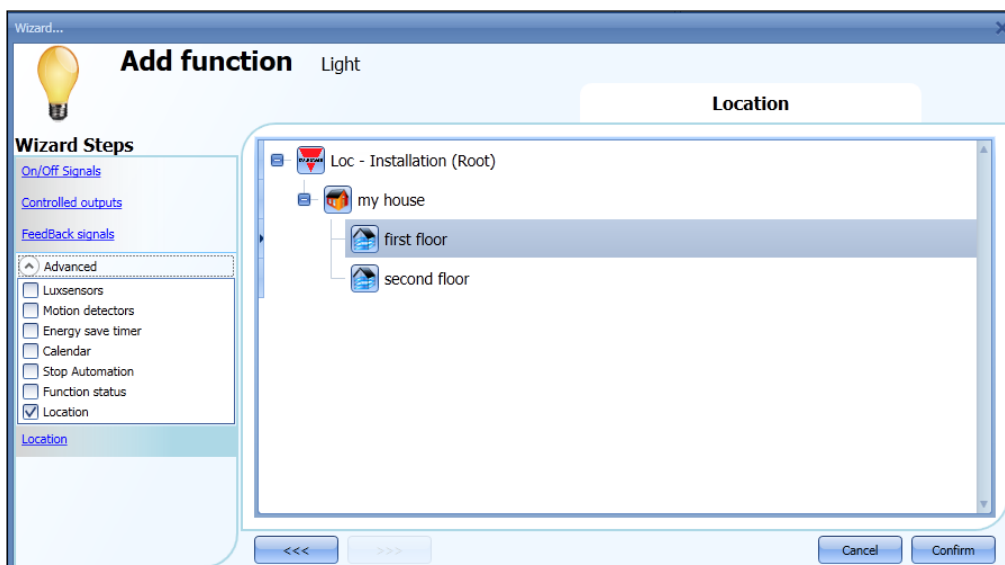 Wizard...
Add function Light
Location
Wizard Steps
On/Off Signals
Controlled outputs
FeedBack signals
Advanced
Luxsensors
Motion detectors
Energy save timer
Calendar
Stop Automation
Function status
Location
Location
Loc - Installation (Root)
my house
first floor
second floor
<<<
>>>
Cancel
Confirm